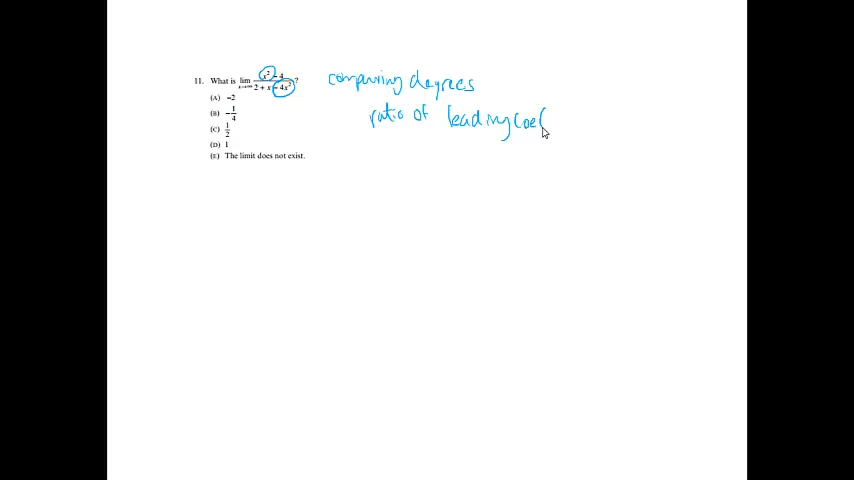 11. What is lim x→∞ (x² − 4)/(2 + x − 4x²)?
(A) −2
(B) −1/4
(C) 1/2
(D) 1
(E) The limit does not exist.
comparing degrees
ratio of leading coef